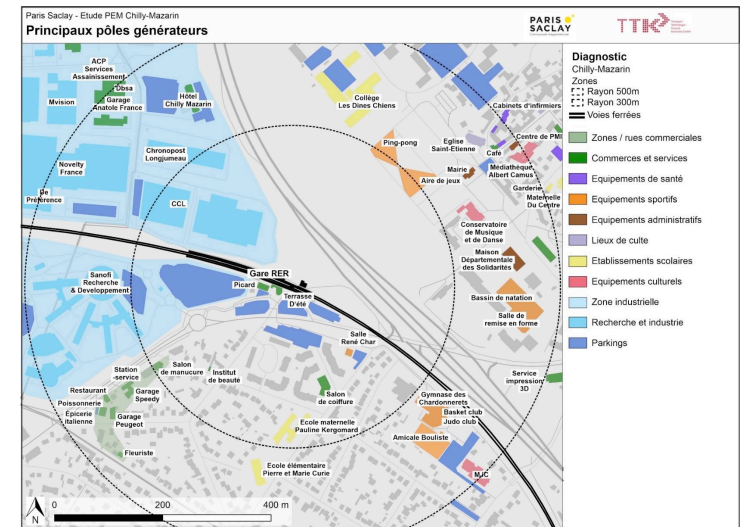 Paris Saclay - Etude PEM Chilly-Mazarin
Principaux pôles générateurs
PARIS
SACLAY
TTK
Diagnostic
Chilly-Mazarin
Zones
Rayon 500m
Rayon 300m
Voies ferrées
Zones / rues commerciales
Commerces et services
Equipements de santé
Equipements sportifs
Equipements administratifs
Lieux de culte
Etablissements scolaires
Equipements culturels
Zone industrielle
Recherche et industrie
Parkings
ACP
Services
Assainissement
Dbsa
Mvision
Garage
Anatole France
Hôtel
Chilly Mazarin
Collège
Les Dines Chiens
Cabinets d'infirmiers
Ping-pong
Eglise
Saint-Etienne
Centre de PMI
Café
Chronopost
Longjumeau
Mairie
Médiathèque
Albert Camus
Novelty
France
Aire de jeux
Garderie
Préférence
Maternelle
Du Centre
CCL
Conservatoire
de Musique
et de Danse
Maison
Départementale
des Solidarités
Sanofi
Recherche
& Developpement
Gare RER
Picard
Terrasse
D'été
Bassin de natation
Salle de
remise en forme
Salle
René Char
Station
-service
Salon
de manucure
Institut
de beauté
Service
impression
3D
Restaurant
Garage
Speedy
Poissonnerie
Salon
de coiffure
Gymnase des
Chardonnerets
Épicerie
italienne
Garage
Peugeot
Basket club
Judo club
Ecole maternelle
Pauline Kergomard
Amicale Bouliste
Fleuriste
Ecole élémentaire
Pierre et Marie Curie
MJC
N
0
200
400 m